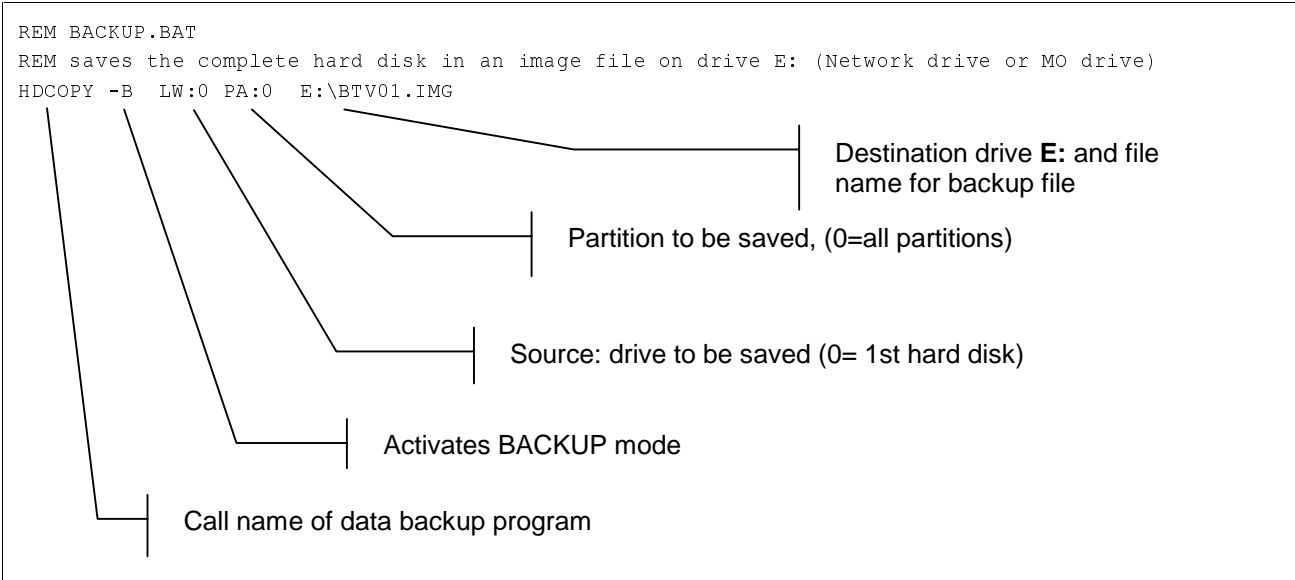 REM BACKUP.BAT
REM saves the complete hard disk in an image file on drive E: (Network drive or MO drive)
HDCOPY -B  LW:0 PA:0  E:\BTV01.IMG
Destination drive E: and file
name for backup file
Partition to be saved, (0=all partitions)
Source: drive to be saved (0= 1st hard disk)
Activates BACKUP mode
Call name of data backup program